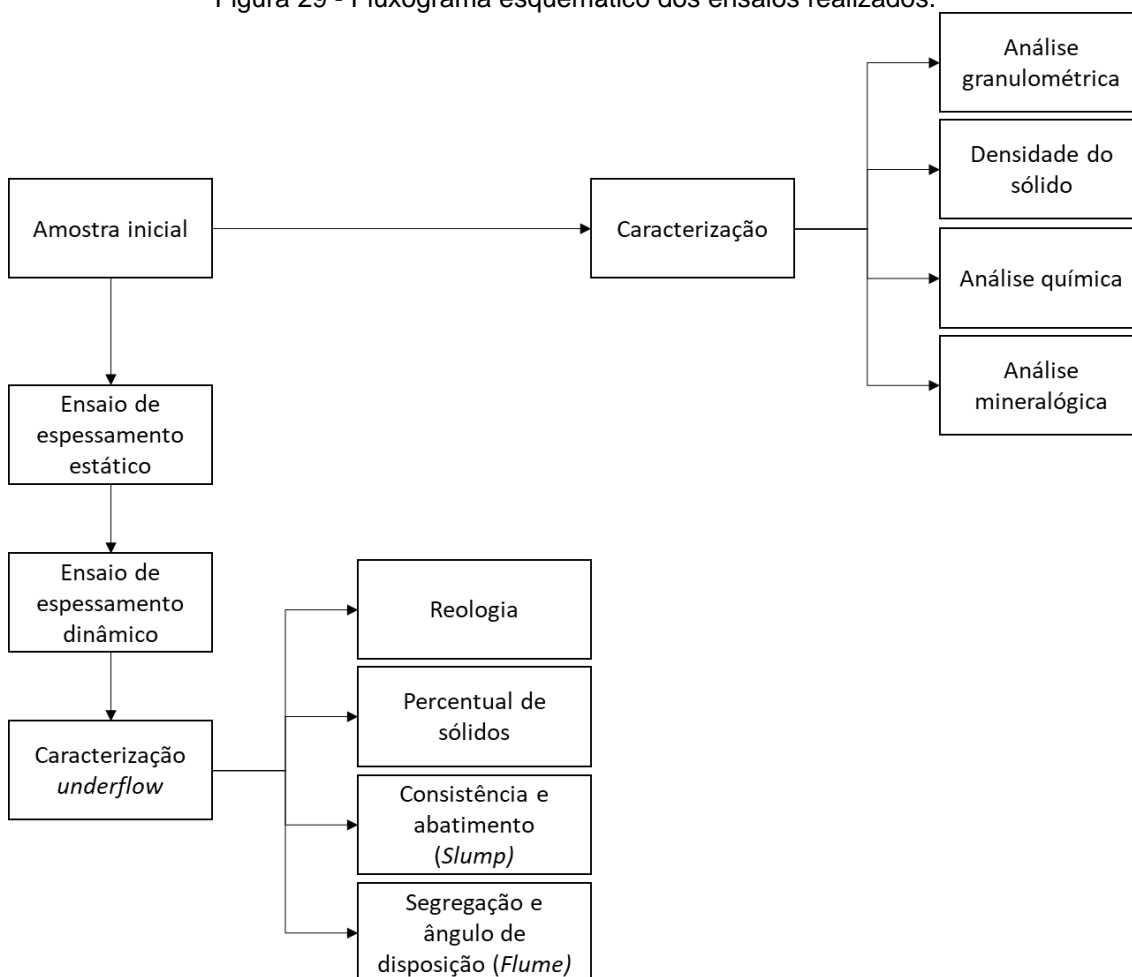 Figura 29 - Fluxograma esquemático dos ensaios realizados.
Análise
granulométrica
Densidade do
sólido
Amostra inicial
Caracterização
Análise química
Análise
mineralógica
Ensaio de
espessamento
estático
Ensaio de
espessamento
dinâmico
Caracterização
underflow
Reologia
Percentual de
sólidos
Consistência e
abatimento
(Slump)
Segregação e
ângulo de
disposição (Flume)